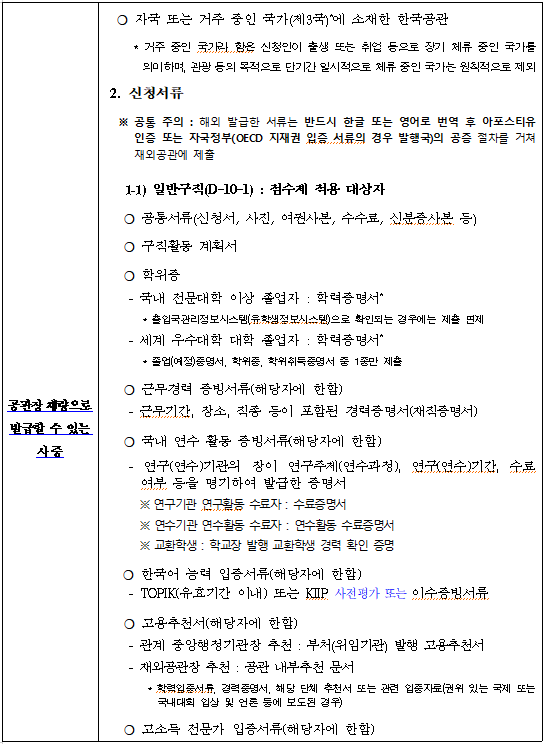 ❍ 자국 또는 거주 중인 국가(제3국)*에 소재한 한국공관
* 거주 중인 국가라 함은 신청인이 출생 또는 취업 등으로 장기 체류 중인 국가를
의미하며, 관광 등의 목적으로 단기간 일시적으로 체류 중인 국가는 원칙적으로 제외
2. 신청서류
※ 공통 주의 : 해외 발급한 서류는 반드시 한글 또는 영어로 번역 후 아포스티유
인증 또는 자국정부(OECD 지재권 입증 서류의 경우 발행국)의 공증 절차를 거쳐
재외공관에 제출
1-1) 일반구직(D-10-1) : 점수제 적용 대상자
❍ 공통서류(신청서, 사진, 여권사본, 수수료, 신분증사본 등)
❍ 구직활동 계획서
❍ 학위증
- 국내 전문대학 이상 졸업자 : 학력증명서*
* 출입국관리정보시스템(유학생정보시스템)으로 확인되는 경우에는 제출 면제
- 세계 우수대학 대학 졸업자 : 학력증명서*
* 졸업(예정)증명서, 학위증, 학위취득증명서 중 1종만 제출
❍ 근무경력 증빙서류(해당자에 한함)
- 근무기간, 장소, 직종 등이 포함된 경력증명서(재직증명서)
공관장 재량으로
발급할 수 있는
사증
❍ 국내 연수 활동 증빙서류(해당자에 한함)
- 연구(연수)기관의 장이 연구주제(연수과정), 연구(연수)기간, 수료
여부 등을 명기하여 발급한 증명서
※ 연구기관 연구활동 수료자 : 수료증명서
※ 연수기관 연수활동 수료자 : 연수활동 수료증명서
※ 교환학생 : 학교장 발행 교환학생 경력 확인 증명
❍ 한국어 능력 입증서류(해당자에 한함)
- TOPIK(유효기간 이내) 또는 KIIP 사전평가 또는 이수증빙서류
❍ 고용추천서(해당자에 한함)
- 관계 중앙행정기관장 추천 : 부처(위임기관) 발행 고용추천서
- 재외공관장 추천 : 공관 내부추천 문서
* 학력입증서류, 경력증명서, 해당 단체 추천서 또는 관련 입증자료(권위 있는 국제 또는
국내대회 입상 및 언론 등에 보도된 경우)
❍ 고소득 전문가 입증서류(해당자에 한함)